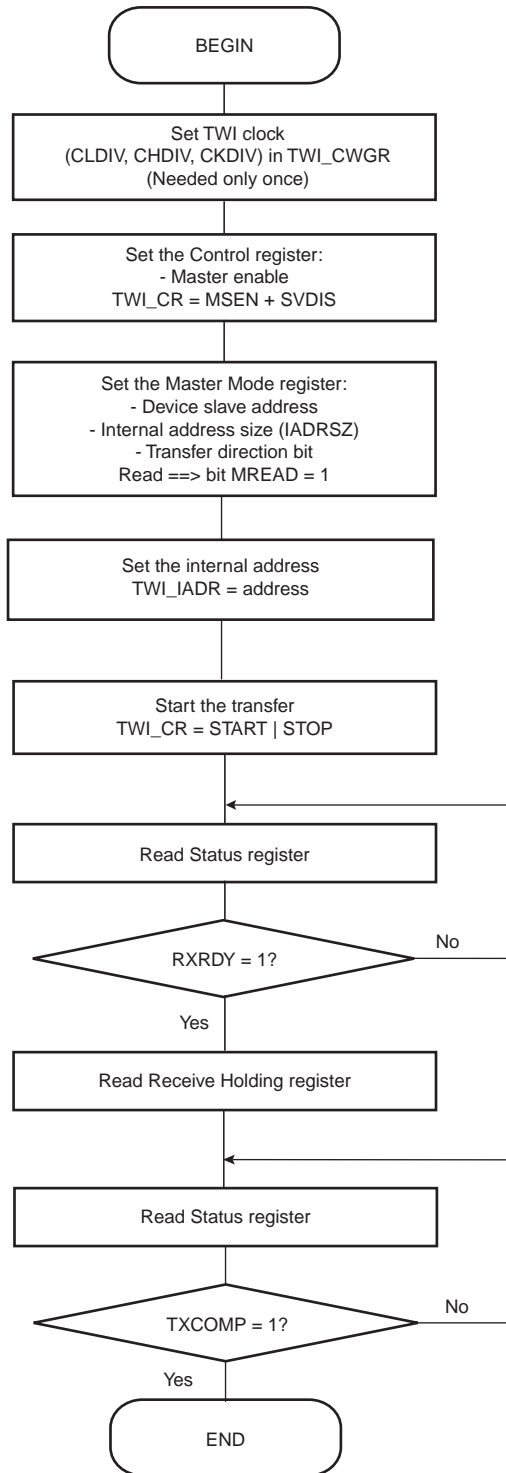 BEGIN
Set TWI clock
(CLDIV, CHDIV, CKDIV) in TWI_CWGR
(Needed only once)
Set the Control register:
- Master enable
TWI_CR = MSEN + SVDIS
Set the Master Mode register:
- Device slave address
- Internal address size (IADRSZ)
- Transfer direction bit
Read ==> bit MREAD = 1
Set the internal address
TWI_IADR = address
Start the transfer
TWI_CR = START | STOP
Read Status register
RXRDY = 1?
No
Yes
Read Receive Holding register
Read Status register
TXCOMP = 1?
No
Yes
END